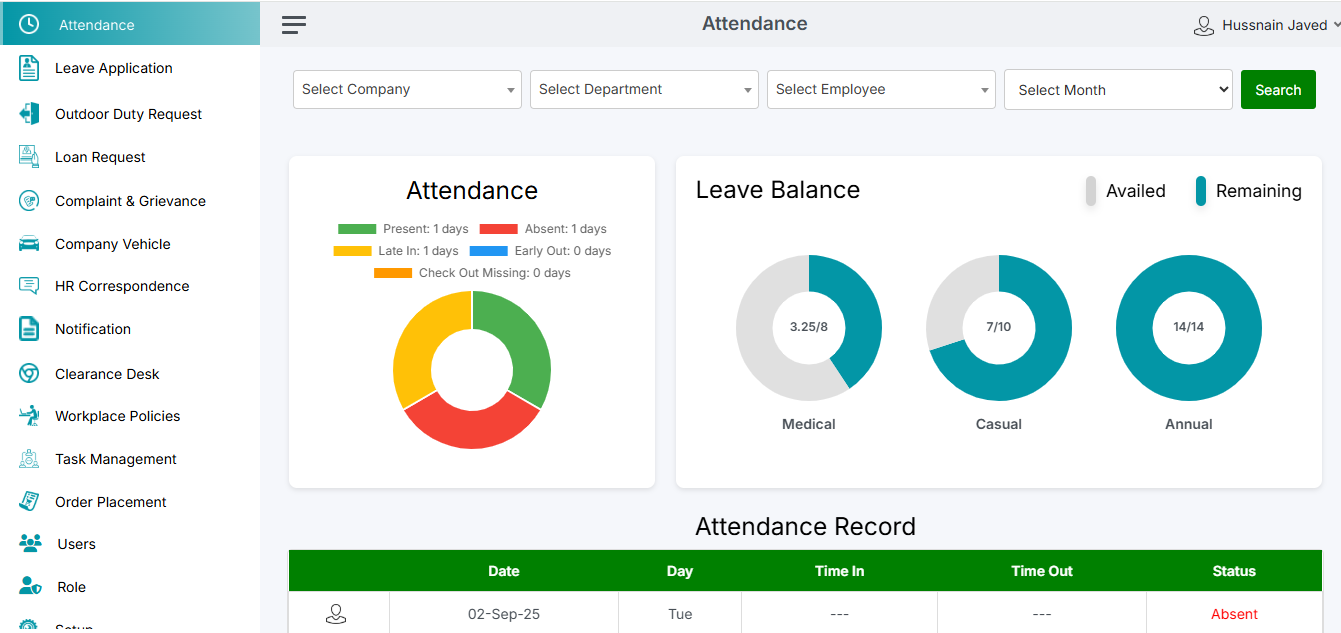 Attendance
Attendance
Hussnain Javed
Leave Application
Outdoor Duty Request
Loan Request
Complaint & Grievance
Company Vehicle
HR Correspondence
Notification
Clearance Desk
Workplace Policies
Task Management
Order Placement
Users
Role
Setup
Select Company
Select Department
Select Employee
Select Month
Search
Attendance
Present: 1 days
Absent: 1 days
Late In: 1 days
Early Out: 0 days
Check Out Missing: 0 days
Leave Balance
Availed
Remaining
3.25/8
7/10
14/14
Medical
Casual
Annual
Attendance Record
Date Day Time In Time Out Status
02-Sep-25 Tue --- --- Absent